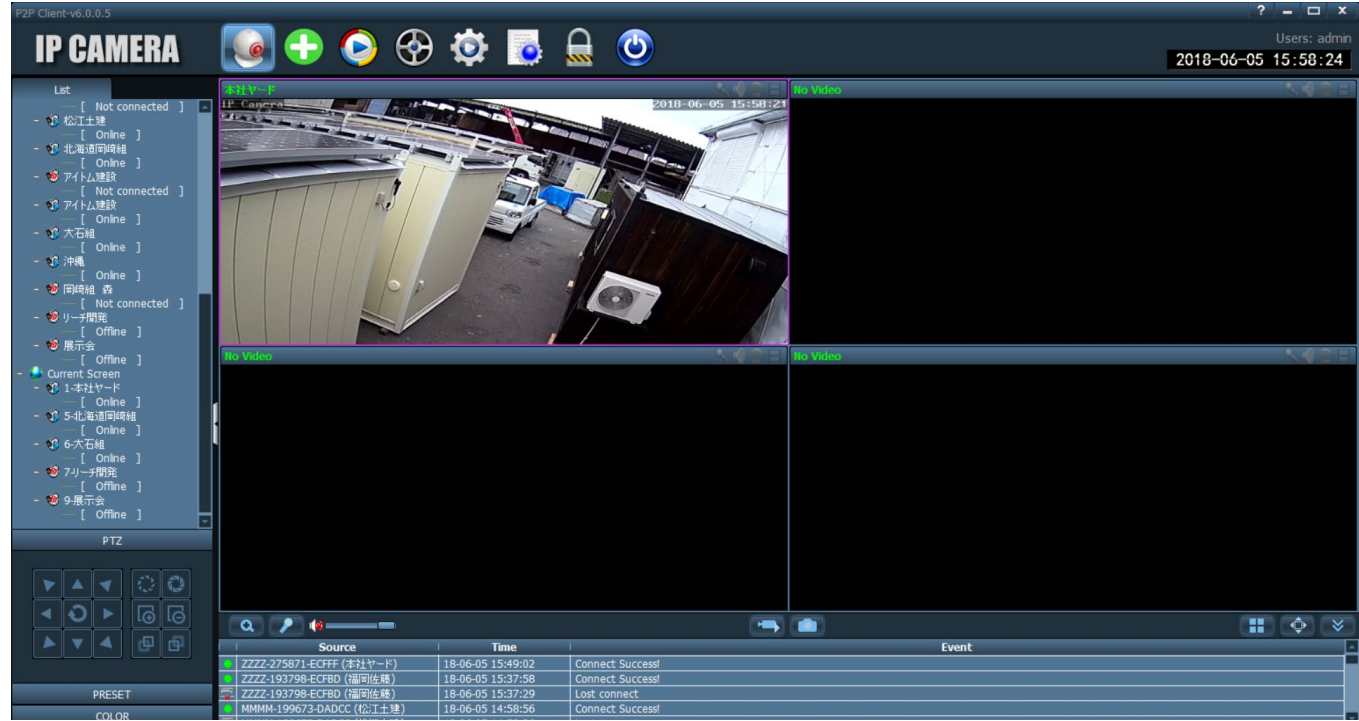 P2P Client-v6.0.0.5
IP CAMERA
Users: admin
2018-06-05 15:58:24
List
[ Not connected ]
松江土建
[ Online ]
北海道岡崎組
[ Online ]
アイトム建設
[ Not connected ]
アイトム建設
[ Online ]
大石組
[ Online ]
沖縄
[ Online ]
岡崎組 森
[ Not connected ]
リーチ開発
[ Offline ]
展示会
[ Offline ]
Current Screen
1-本社ヤード
[ Online ]
5-北海道岡崎組
[ Online ]
6-大石組
[ Online ]
7-リーチ開発
[ Offline ]
9-展示会
[ Offline ]
PTZ
PRESET
COLOR
本社ヤード
IP Camera 2018-06-05 15:58:21
No Video
No Video
No Video
Source Time Event
ZZZZ-275871-ECFFF (本社ヤード) 18-06-05 15:49:02 Connect Success!
ZZZZ-193798-ECFBD (福岡佐藤) 18-06-05 15:37:58 Connect Success!
ZZZZ-193798-ECFBD (福岡佐藤) 18-06-05 15:37:29 Lost connect
MMMM-199673-DADCC (松江土建) 18-06-05 14:58:56 Connect Success!